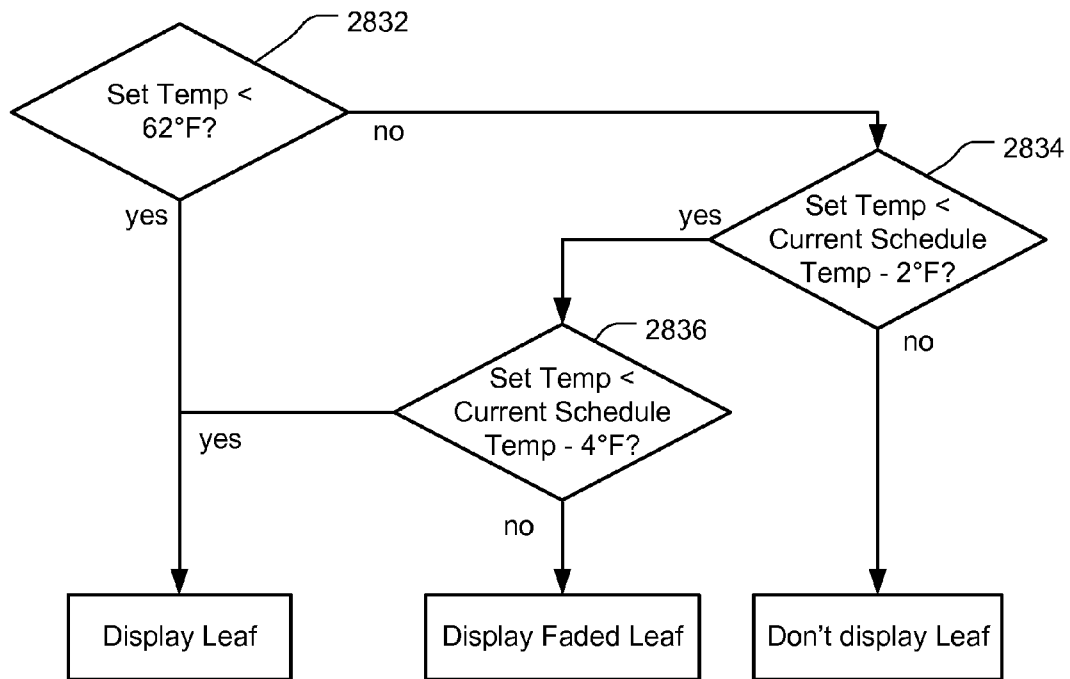 2832
Set Temp <
62°F?
no
yes
2834
Set Temp <
Current Schedule
Temp - 2°F?
yes
no
2836
Set Temp <
Current Schedule
Temp - 4°F?
yes
no
Display Leaf
Display Faded Leaf
Don't display Leaf